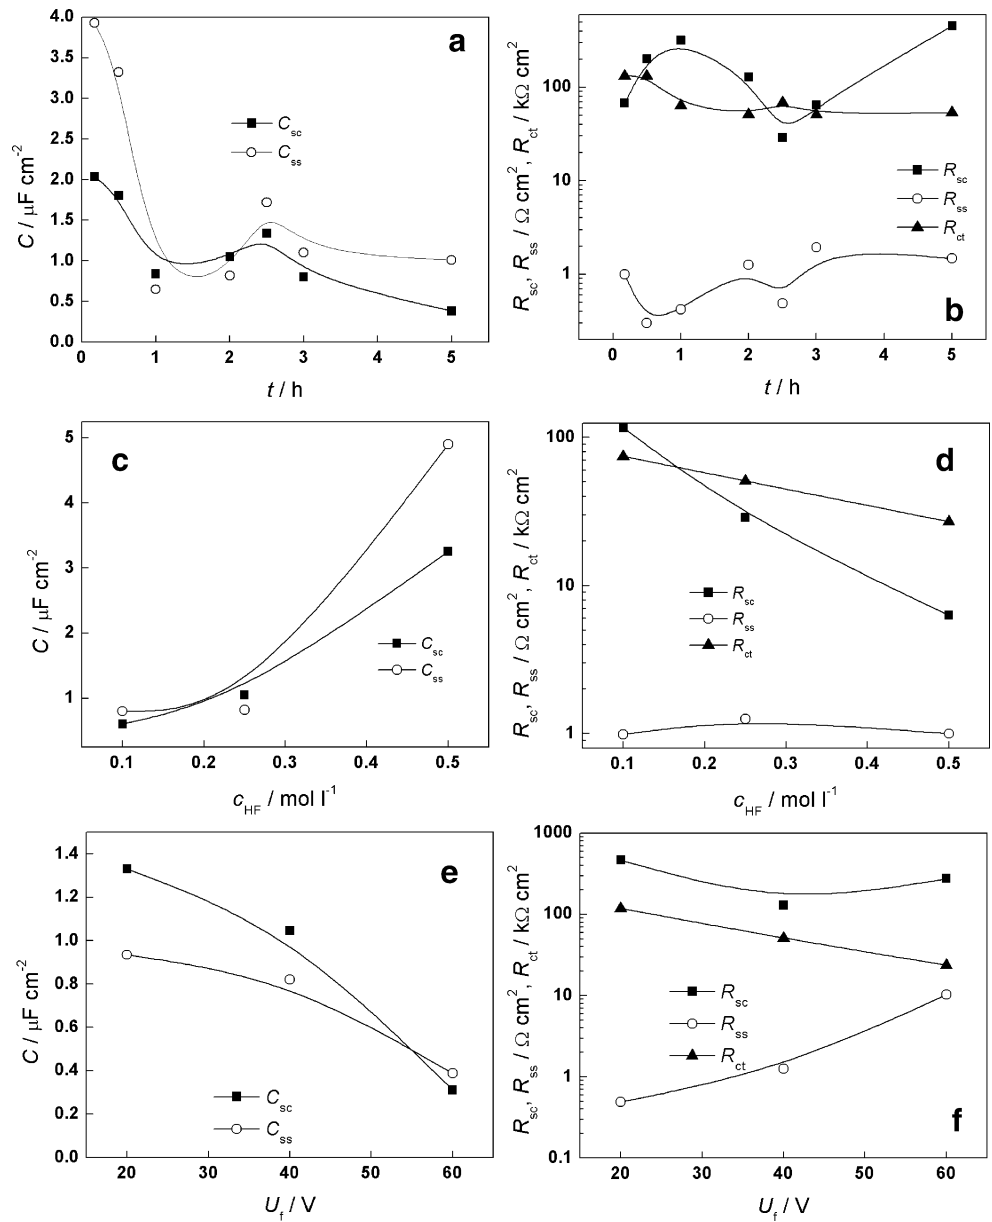 a
C / μF cm-2
4.0
3.5
3.0
2.5
2.0
1.5
1.0
0.5
0.0
Csc
Css
0 1 2 3 4 5
t / h
b
Rsc, Rss / Ω cm2, Rct / kΩ cm2
100
10
1
Rsc
Rss
Rct
0 1 2 3 4 5
t / h
c
C / μF cm-2
5
4
3
2
1
Csc
Css
0.1 0.2 0.3 0.4 0.5
cHF / mol l-1
d
Rsc, Rss / Ω cm2, Rct / kΩ cm2
100
10
1
Rsc
Rss
Rct
0.1 0.2 0.3 0.4 0.5
cHF / mol l-1
e
C / μF cm-2
1.4
1.2
1.0
0.8
0.6
0.4
0.2
0.0
Csc
Css
20 30 40 50 60
Uf / V
f
Rsc, Rss / Ω cm2, Rct / kΩ cm2
1000
100
10
1
0.1
Rsc
Rss
Rct
20 30 40 50 60
Uf / V